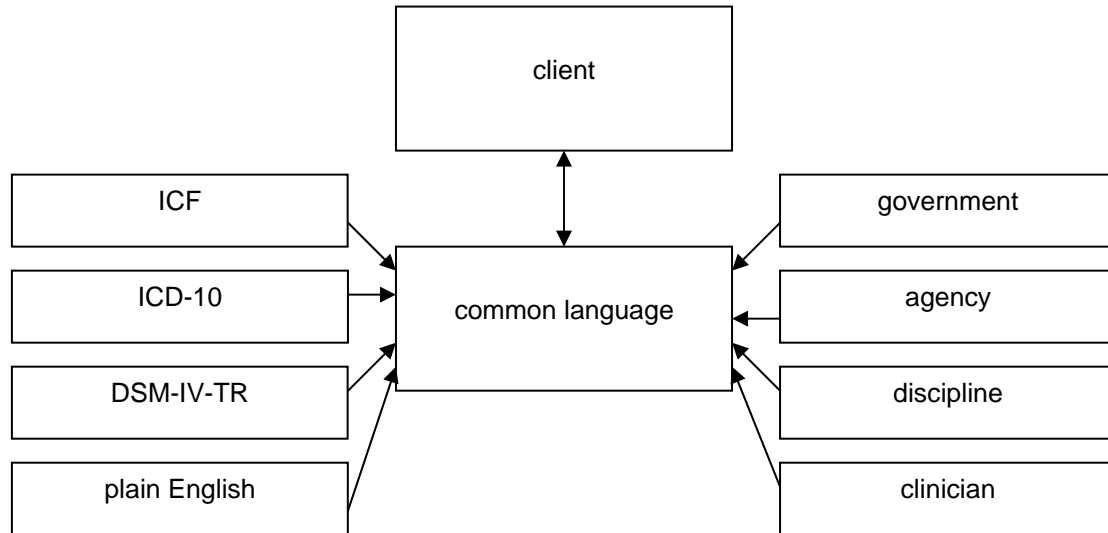 client
ICF
government
ICD-10
common language
agency
DSM-IV-TR
discipline
plain English
clinician